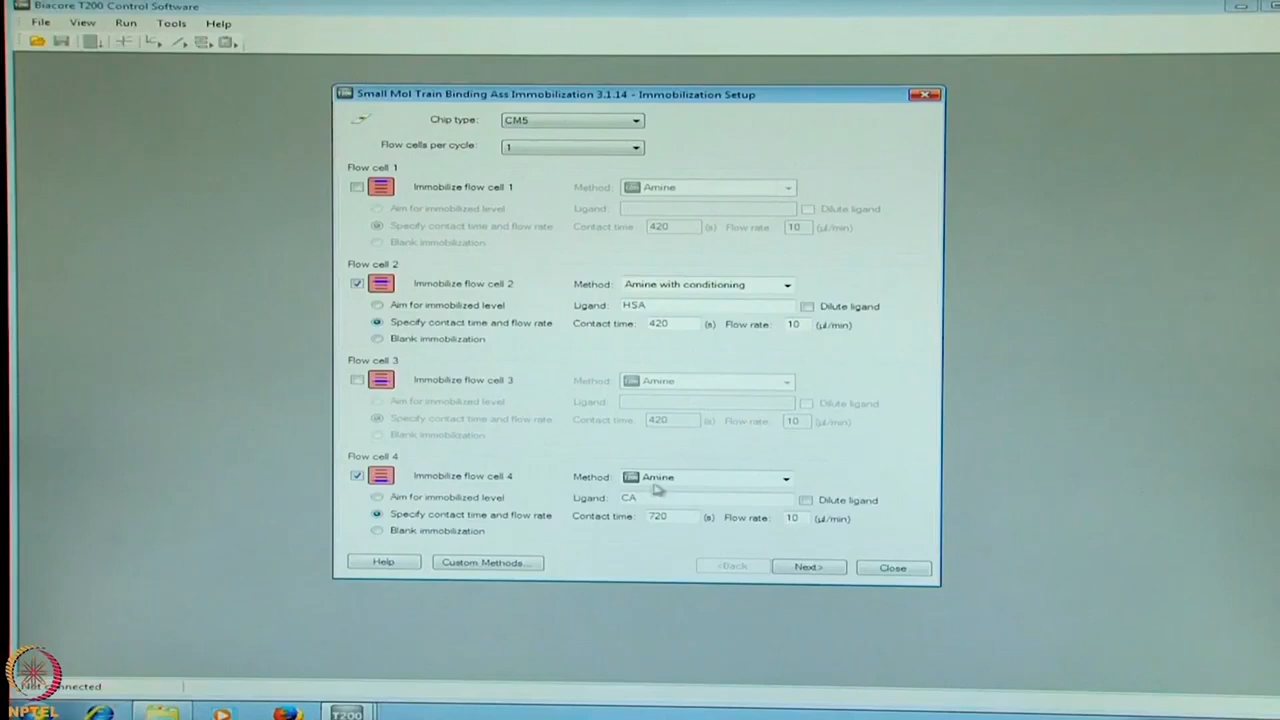 Biacore T200 Control Software
File View Run Tools Help
Small Mol Train Binding Ass Immobilization 3.1.14 - Immobilization Setup
Chip type: CM5
Flow cells per cycle: 1
Flow cell 1
Immobilize flow cell 1 Method: Amine
Aim for immobilized level Ligand: Dilute ligand
Specify contact time and flow rate Contact time: 420 (s) Flow rate: 10 (µl/min)
Blank immobilization
Flow cell 2
Immobilize flow cell 2 Method: Amine with conditioning
Aim for immobilized level Ligand: HSA Dilute ligand
Specify contact time and flow rate Contact time: 420 (s) Flow rate: 10 (µl/min)
Blank immobilization
Flow cell 3
Immobilize flow cell 3 Method: Amine
Aim for immobilized level Ligand: Dilute ligand
Specify contact time and flow rate Contact time: 420 (s) Flow rate: 10 (µl/min)
Blank immobilization
Flow cell 4
Immobilize flow cell 4 Method: Amine
Aim for immobilized level Ligand: CA Dilute ligand
Specify contact time and flow rate Contact time: 720 (s) Flow rate: 10 (µl/min)
Blank immobilization
Help Custom Methods... <Back Next> Close
Not connected
NPTEL T200